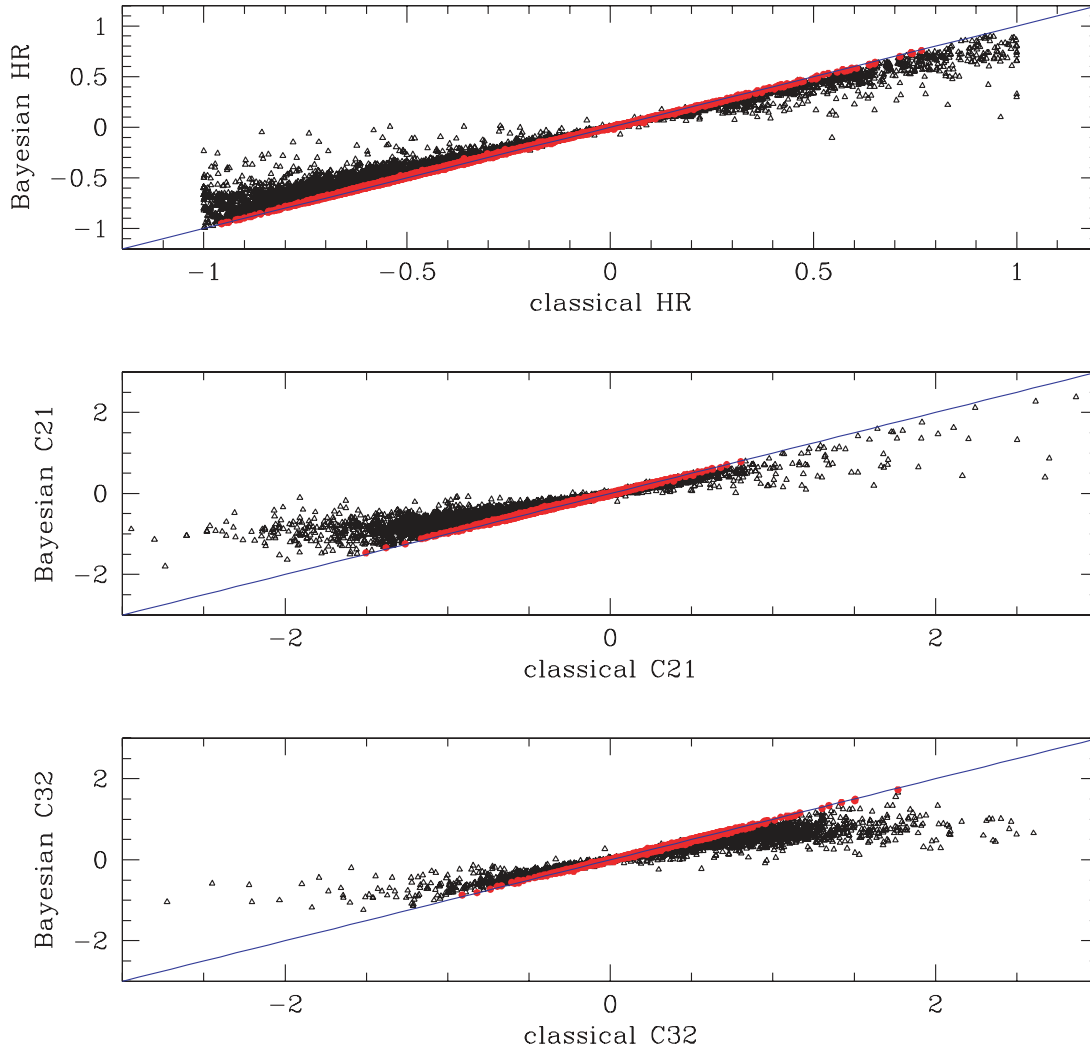 1
0.5
0
−0.5
−1
Bayesian HR
−1 −0.5 0 0.5 1
classical HR
2
0
−2
Bayesian C21
−2 0 2
classical C21
2
0
−2
Bayesian C32
−2 0 2
classical C32